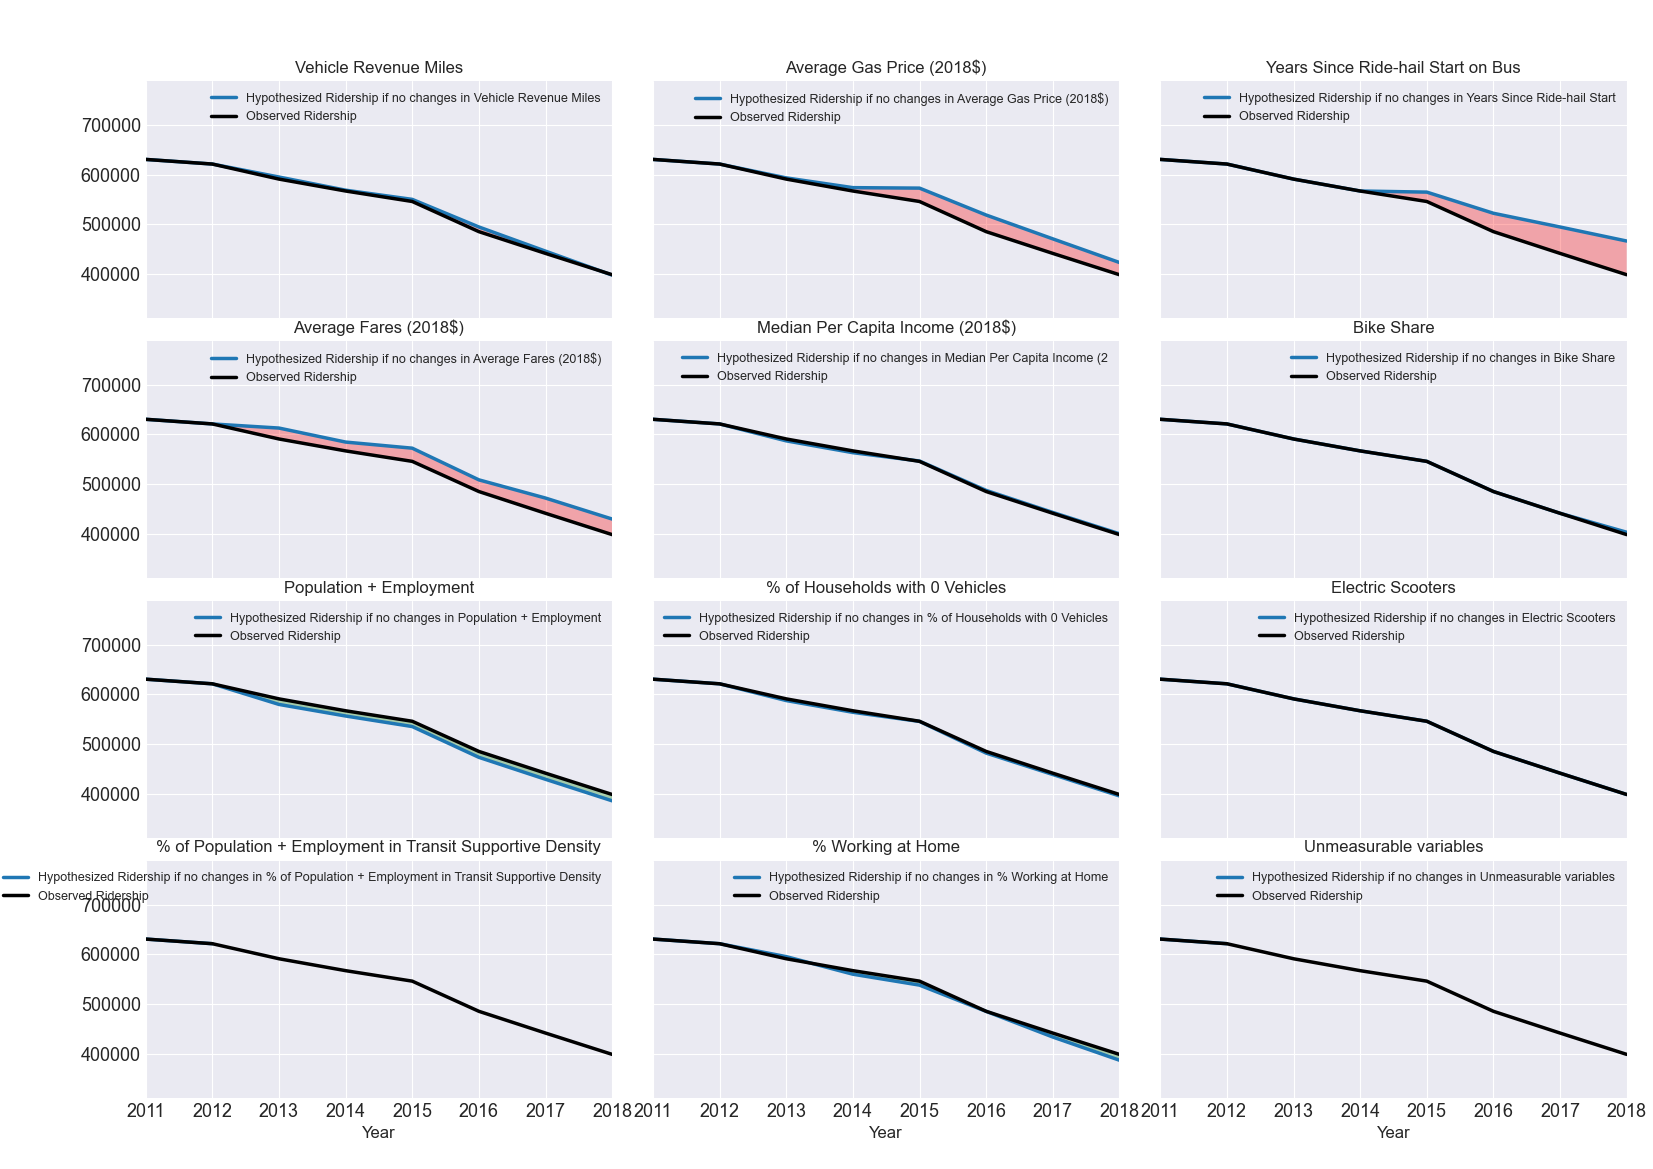 Vehicle Revenue Miles
Hypothesized Ridership if no changes in Vehicle Revenue Miles
Observed Ridership
700000
600000
500000
400000
Average Gas Price (2018$)
Hypothesized Ridership if no changes in Average Gas Price (2018$)
Observed Ridership
Years Since Ride-hail Start on Bus
Hypothesized Ridership if no changes in Years Since Ride-hail Start
Observed Ridership
Average Fares (2018$)
Hypothesized Ridership if no changes in Average Fares (2018$)
Observed Ridership
700000
600000
500000
400000
Median Per Capita Income (2018$)
Hypothesized Ridership if no changes in Median Per Capita Income (2
Observed Ridership
Bike Share
Hypothesized Ridership if no changes in Bike Share
Observed Ridership
Population + Employment
Hypothesized Ridership if no changes in Population + Employment
Observed Ridership
700000
600000
500000
400000
% of Households with 0 Vehicles
Hypothesized Ridership if no changes in % of Households with 0 Vehicles
Observed Ridership
Electric Scooters
Hypothesized Ridership if no changes in Electric Scooters
Observed Ridership
% of Population + Employment in Transit Supportive Density
Hypothesized Ridership if no changes in % of Population + Employment in Transit Supportive Density
Observed Ridership
700000
600000
500000
400000
2011 2012 2013 2014 2015 2016 2017 2018
Year
% Working at Home
Hypothesized Ridership if no changes in % Working at Home
Observed Ridership
2011 2012 2013 2014 2015 2016 2017 2018
Year
Unmeasurable variables
Hypothesized Ridership if no changes in Unmeasurable variables
Observed Ridership
2011 2012 2013 2014 2015 2016 2017 2018
Year